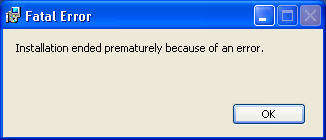 Fatal Error
Installation ended prematurely because of an error.
OK